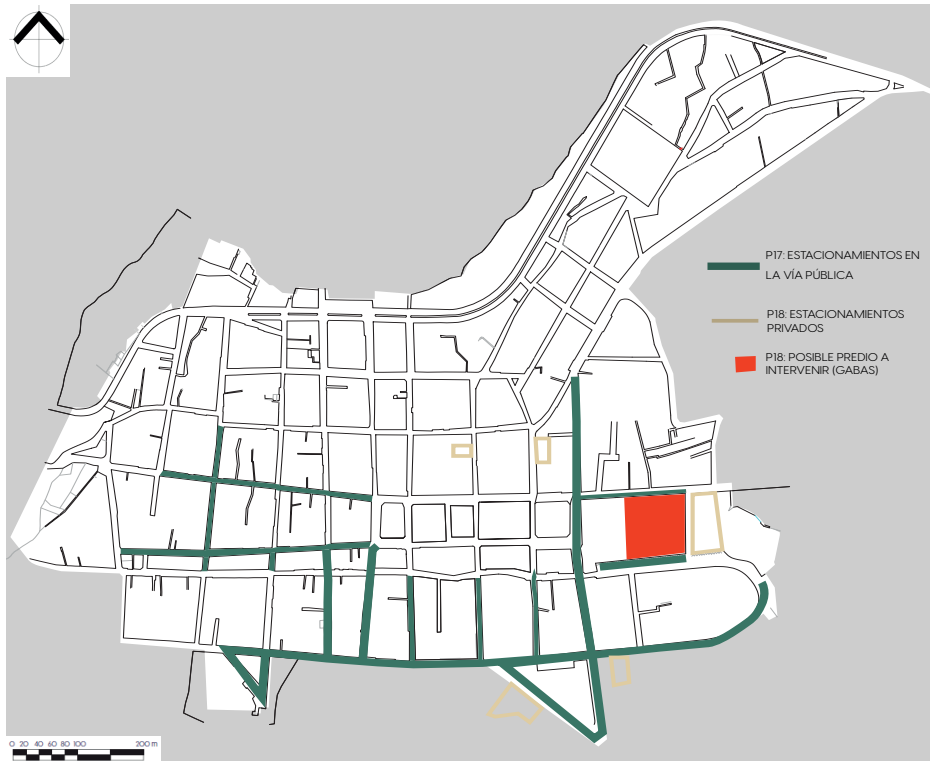 P17: ESTACIONAMIENTOS EN
LA VÍA PÚBLICA
P18: ESTACIONAMIENTOS
PRIVADOS
P18: POSIBLE PREDIO A
INTERVENIR (GABAS)
0 20 40 60 80 100 200 m